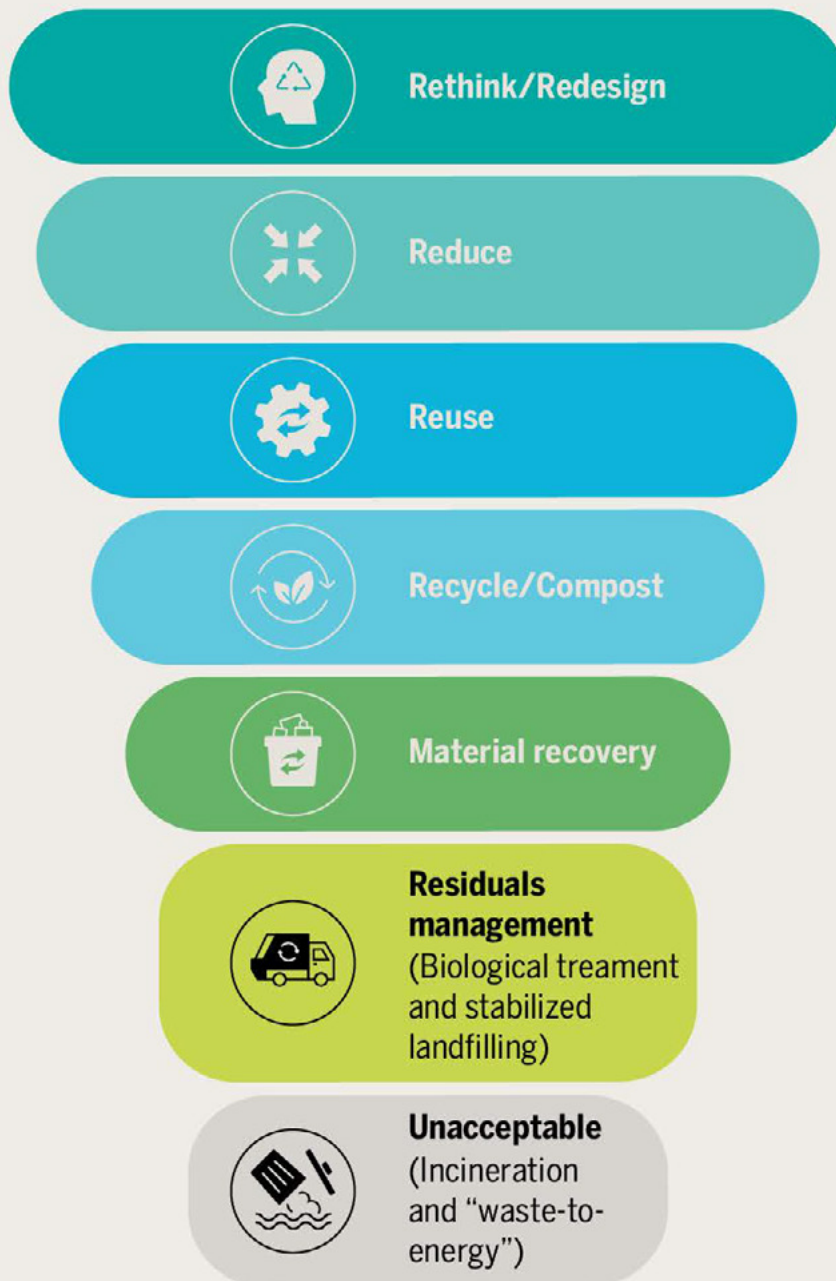 Rethink/Redesign
Reduce
Reuse
Recycle/Compost
Material recovery
Residuals
management
(Biological treament
and stabilized
landfilling)
Unacceptable
(Incineration
and “waste-to-
energy”)